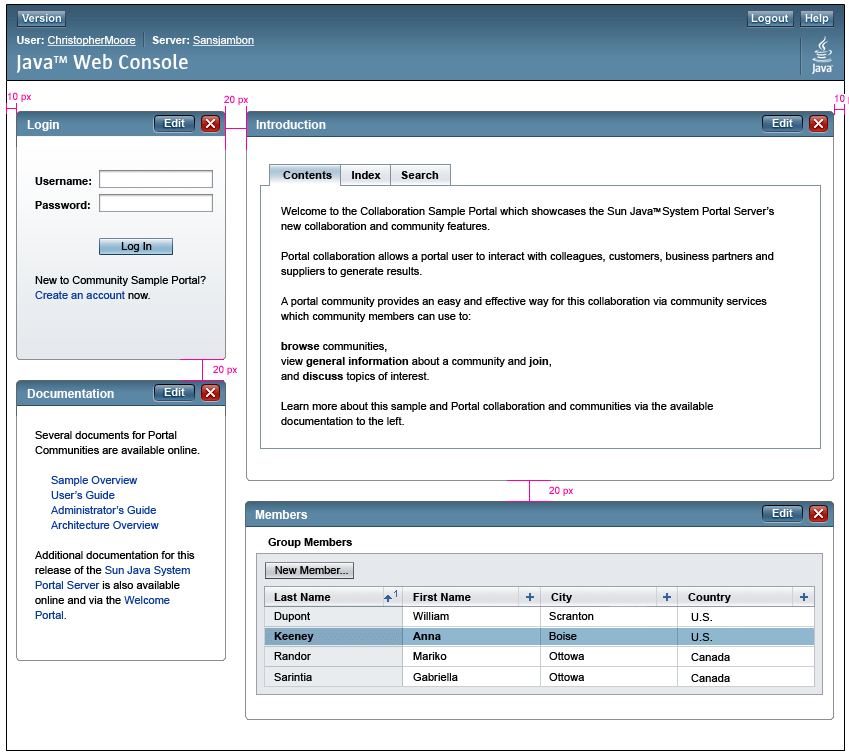 Version
Logout Help
User: ChristopherMoore Server: Sansjambon
Java™ Web Console
Java
10 px
20 px
10
Login
Edit
Username:
Password:
Log In
New to Community Sample Portal?
Create an account now.
20 px
Documentation
Edit
Several documents for Portal
Communities are available online.
Sample Overview
User's Guide
Administrator's Guide
Architecture Overview
Additional documentation for this
release of the Sun Java System
Portal Server is also available
online and via the Welcome
Portal.
Introduction
Edit
Contents Index Search
Welcome to the Collaboration Sample Portal which showcases the Sun Java™System Portal Server's
new collaboration and community features.
Portal collaboration allows a portal user to interact with colleagues, customers, business partners and
suppliers to generate results.
A portal community provides an easy and effective way for this collaboration via community services
which community members can use to:
browse communities,
view general information about a community and join,
and discuss topics of interest.
Learn more about this sample and Portal collaboration and communities via the available
documentation to the left.
20 px
Members
Edit
Group Members
New Member...
Last Name 1 First Name + City + Country +
Dupont William Scranton U.S.
Keeney Anna Boise U.S.
Randor Mariko Ottowa Canada
Sarintia Gabriella Ottowa Canada